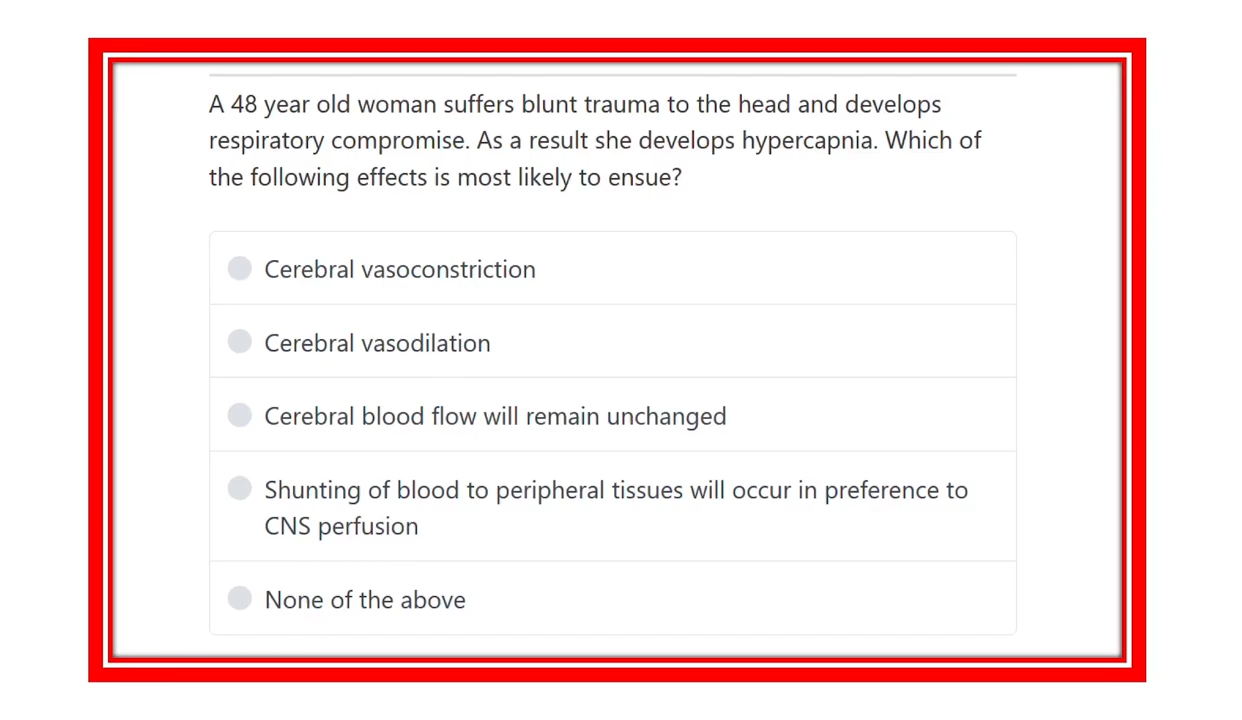 A 48 year old woman suffers blunt trauma to the head and develops
respiratory compromise. As a result she develops hypercapnia. Which of
the following effects is most likely to ensue?
Cerebral vasoconstriction
Cerebral vasodilation
Cerebral blood flow will remain unchanged
Shunting of blood to peripheral tissues will occur in preference to
CNS perfusion
None of the above